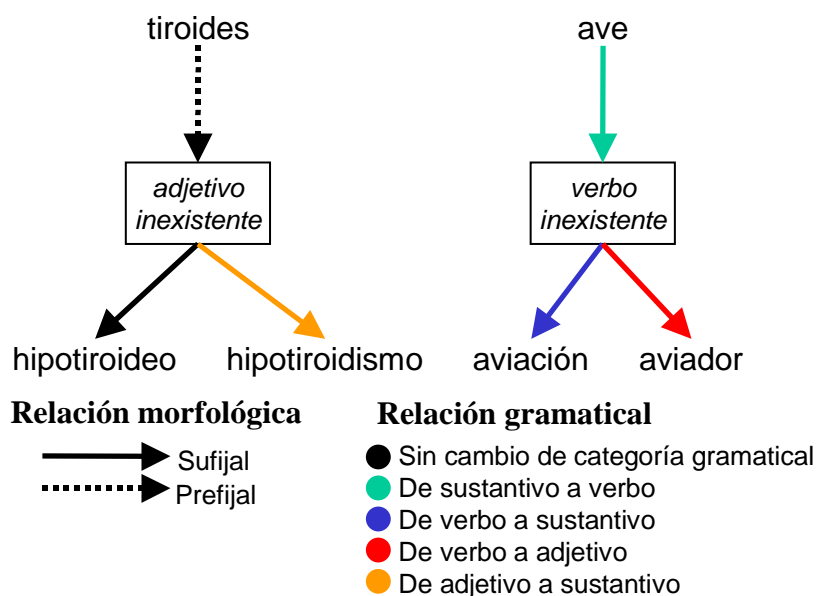 tiroides
ave
adjetivo
inexistente
verbo
inexistente
hipotiroideo
hipotiroidismo
aviación
aviador
Relación morfológica
Sufijal
Prefijal
Relación gramatical
Sin cambio de categoría gramatical
De sustantivo a verbo
De verbo a sustantivo
De verbo a adjetivo
De adjetivo a sustantivo